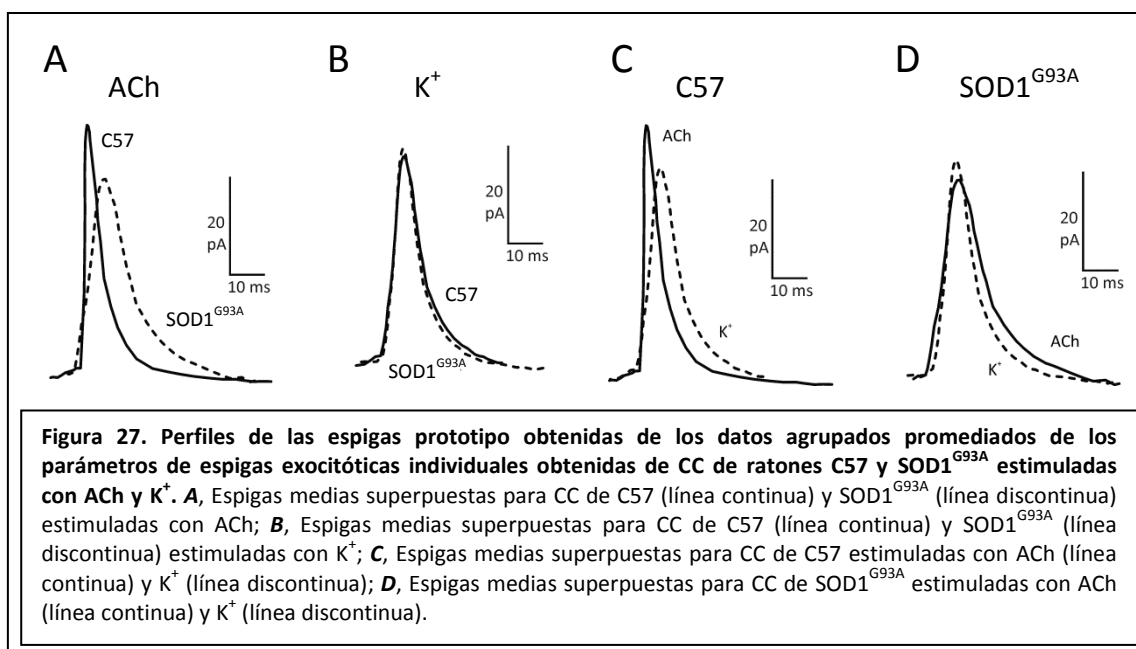 A B C D
ACh K⁺ C57 SOD1ᴳ⁹³ᴬ
C57
20
pA
10 ms
SOD1ᴳ⁹³ᴬ
20
pA
10 ms
C57
SOD1ᴳ⁹³ᴬ
ACh
20
pA
10 ms
K⁺
20
pA
10 ms
ACh
K⁺
Figura 27. Perfiles de las espigas prototipo obtenidas de los datos agrupados promediados de los
parámetros de espigas exocitóticas individuales obtenidas de CC de ratones C57 y SOD1ᴳ⁹³ᴬ estimuladas
con ACh y K⁺. A, Espigas medias superpuestas para CC de C57 (línea continua) y SOD1ᴳ⁹³ᴬ (línea discontinua)
estimuladas con ACh; B, Espigas medias superpuestas para CC de C57 (línea continua) y SOD1ᴳ⁹³ᴬ (línea
discontinua) estimuladas con K⁺; C, Espigas medias superpuestas para CC de C57 estimuladas con ACh (línea
continua) y K⁺ (línea discontinua); D, Espigas medias superpuestas para CC de SOD1ᴳ⁹³ᴬ estimuladas con ACh
(línea continua) y K⁺ (línea discontinua).